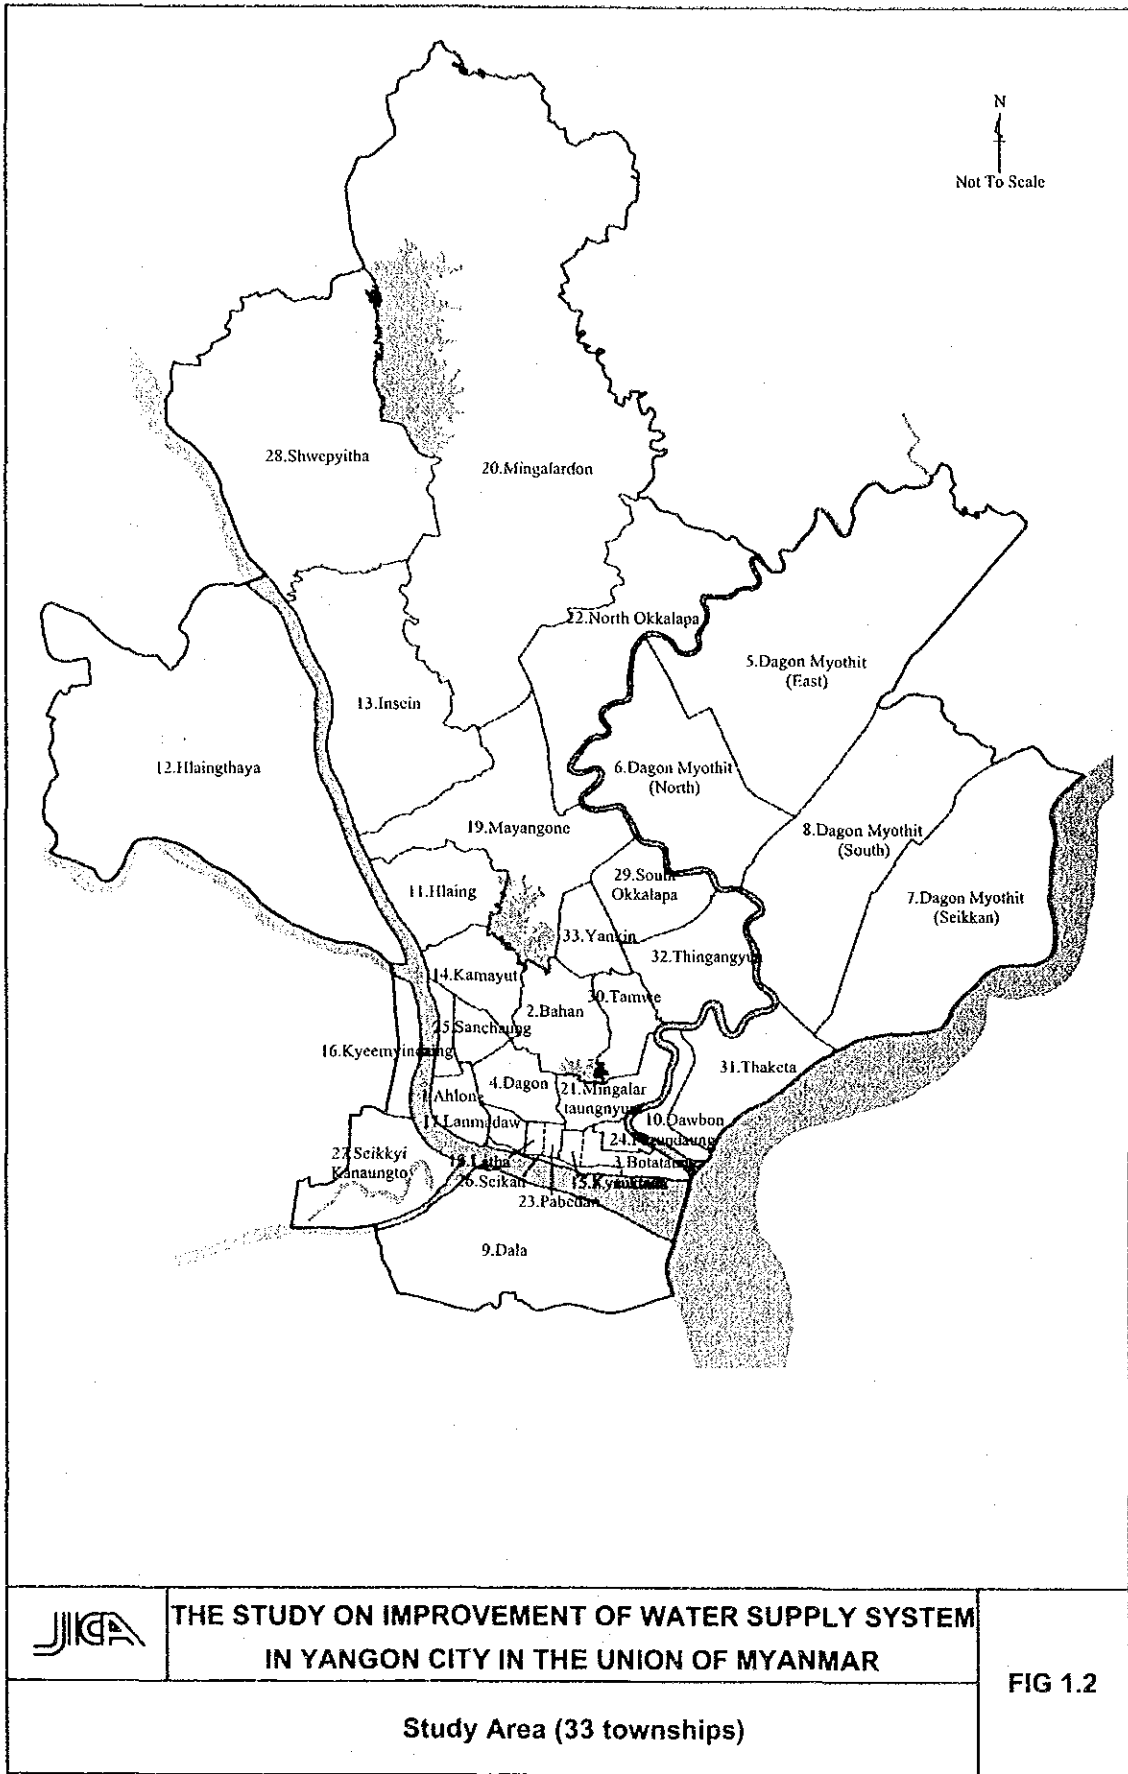 N
Not To Scale
28.Shwepyitha
20.Mingalardon
22.North Okkalapa
5.Dagon Myothit
(East)
13.Insein
12.Hlaingthaya
6.Dagon Myothit
(North)
19.Mayangone
8.Dagon Myothit
(South)
29.South
Okkalapa
11.Hlaing
7.Dagon Myothit
(Seikkan)
33.Yankin
32.Thingangyun
14.Kamayut
30.Tamwe
2.Bahan
25.Sanchaung
16.Kyeemyindaing
31.Thaketa
4.Dagon
21.Mingalar
taungnyunt
1.Ahlone
17.Lanmadaw
10.Dawbon
24.Pazundaung
27.Seikkyi
Kanaungto
18.Latha
3.Botataung
26.Seikan
23.Pabedan
9.Dala
JICA
THE STUDY ON IMPROVEMENT OF WATER SUPPLY SYSTEM
IN YANGON CITY IN THE UNION OF MYANMAR
FIG 1.2
Study Area (33 townships)